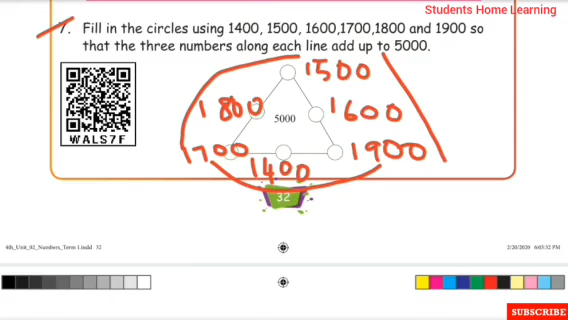 Students Home Learning
7. Fill in the circles using 1400, 1500, 1600,1700,1800 and 1900 so
that the three numbers along each line add up to 5000.
WALS7F
1500
1800
1600
5000
1700
1900
1400
32
4th_Unit_02_Numbers_Term 1.indd 32
2/20/2020 6:03:32 PM
SUBSCRIBE